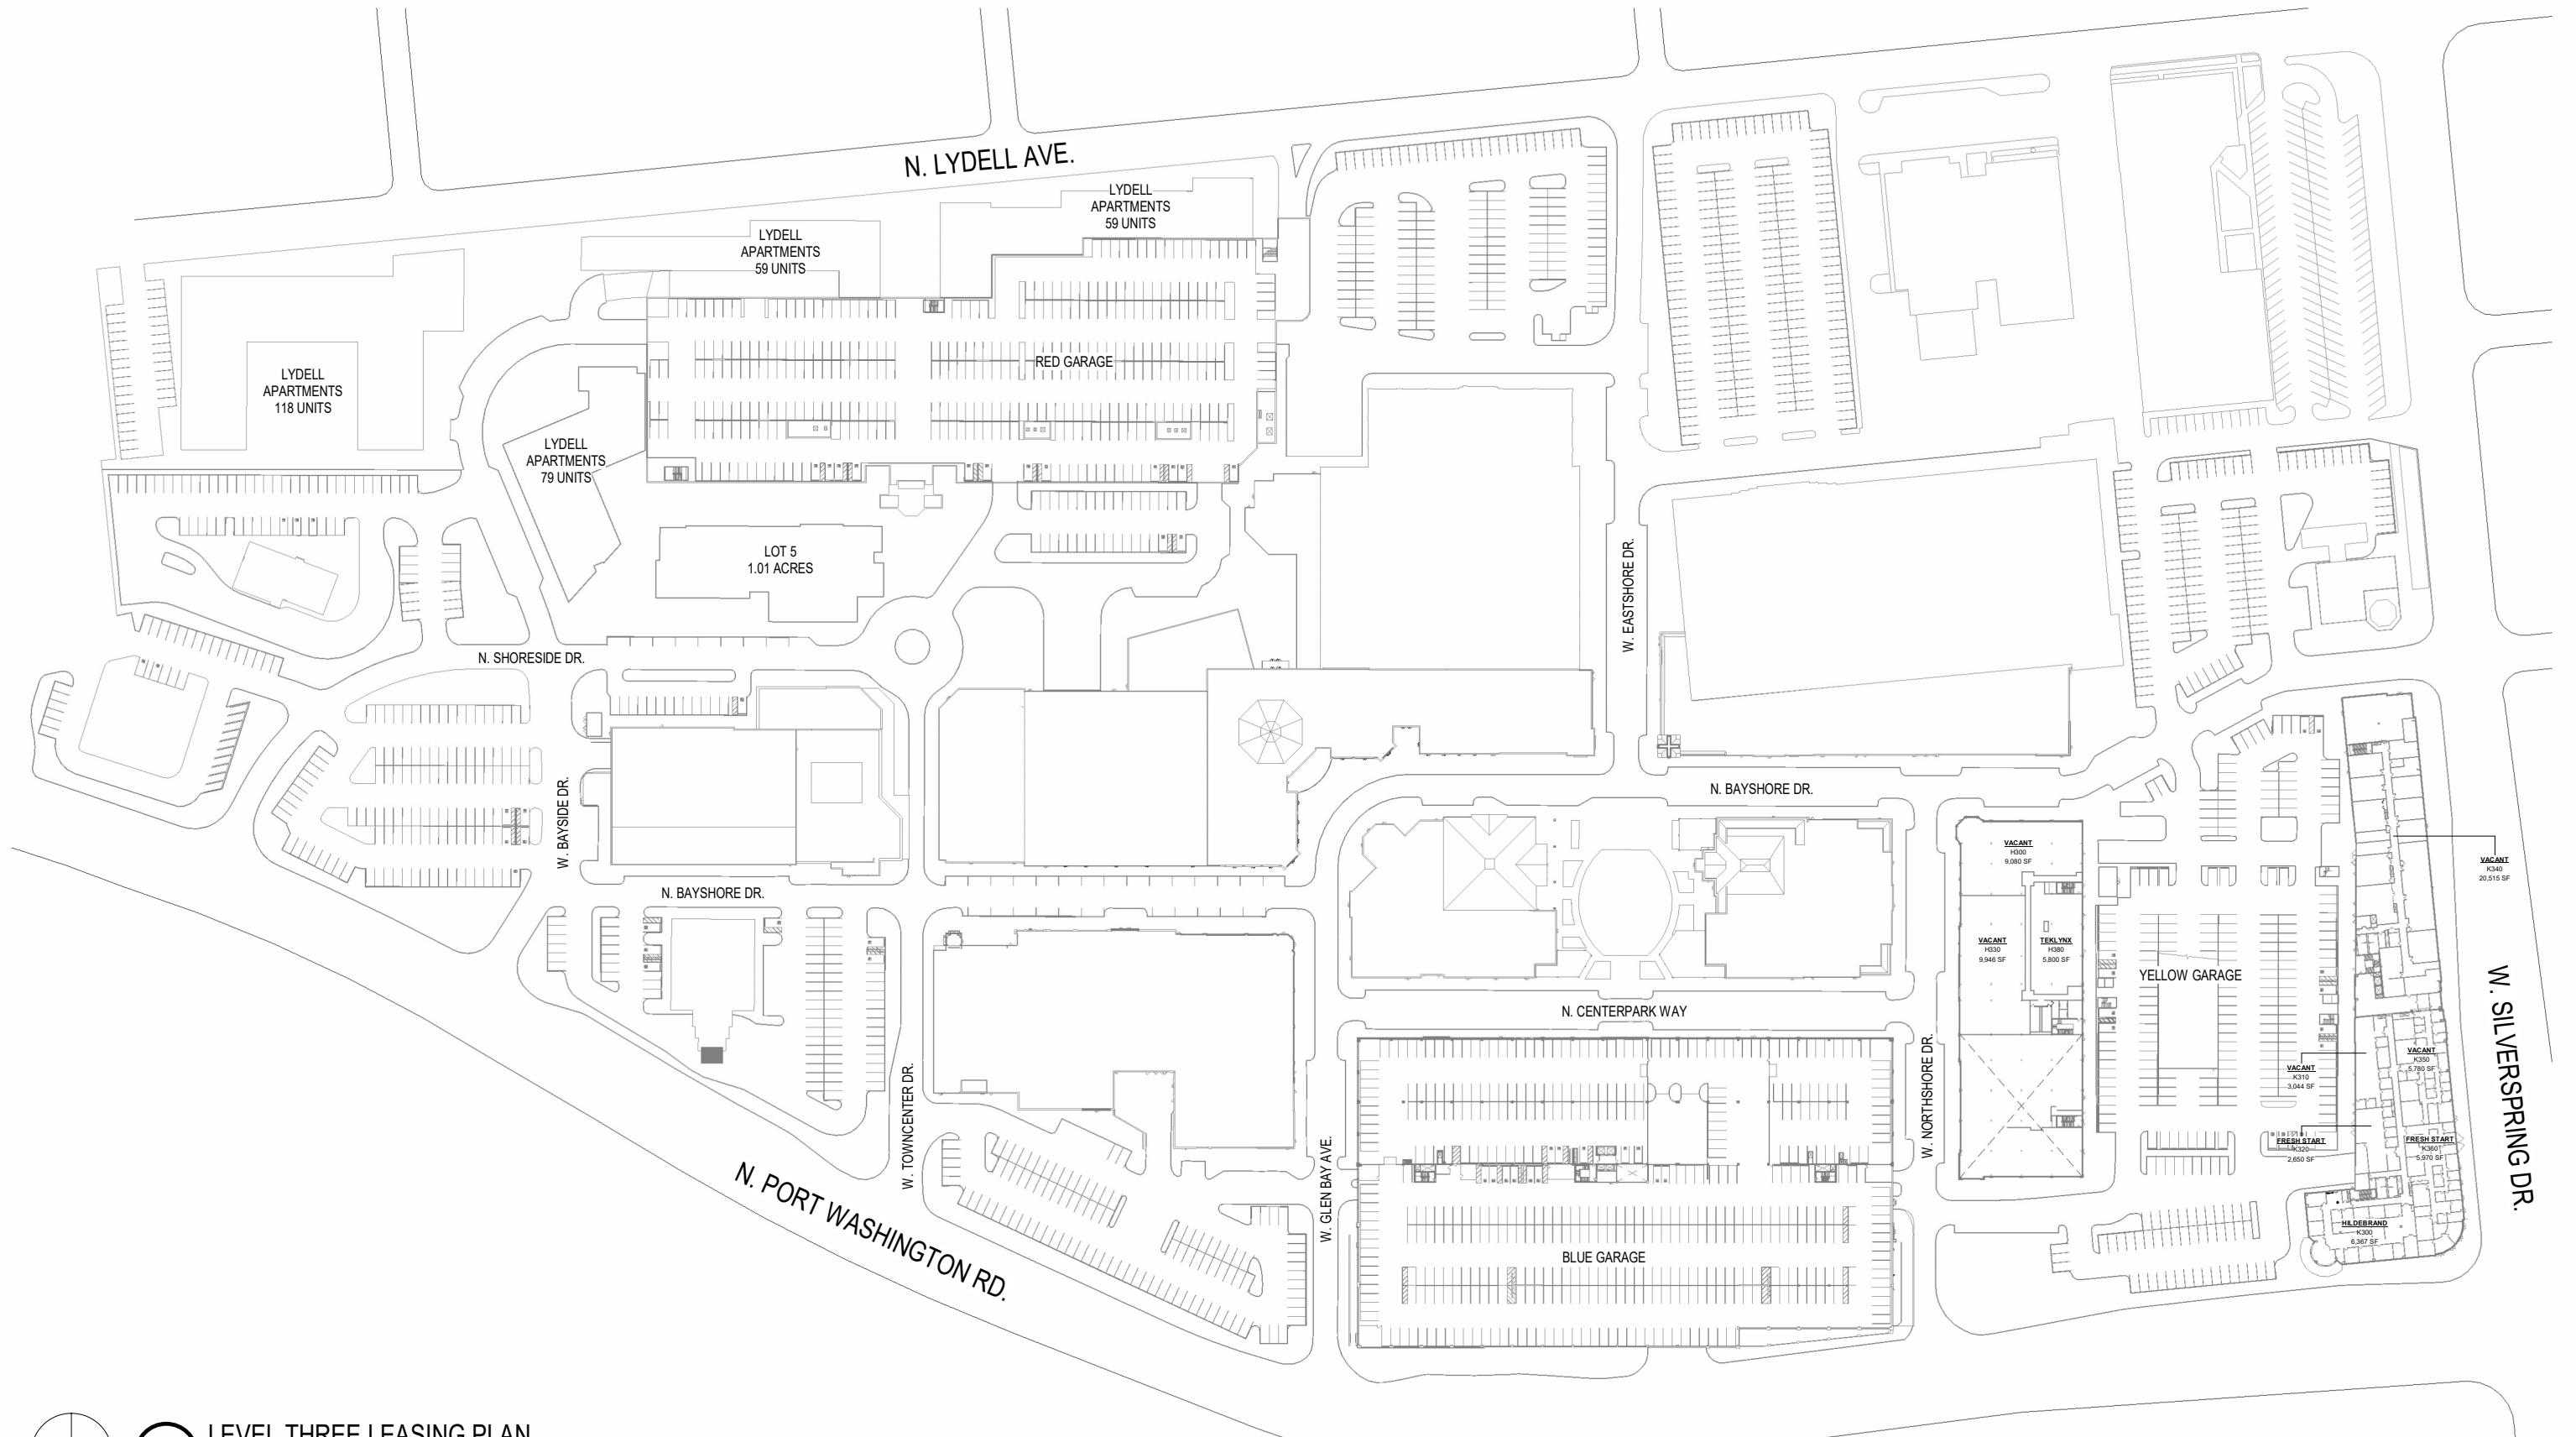 N. LYDELL AVE.
LYDELL
APARTMENTS
59 UNITS
LYDELL
APARTMENTS
59 UNITS
RED GARAGE
LYDELL
APARTMENTS
118 UNITS
LYDELL
APARTMENTS
79 UNITS
LOT 5
1.01 ACRES
W. EASTSHORE DR.
N. SHORESIDE DR.
W. BAYSIDE DR.
N. BAYSHORE DR.
N. BAYSHORE DR.
VACANT
H300
9,080 SF
VACANT
K340
20,515 SF
VACANT
H330
9,946 SF
TEKLYNX
H380
5,800 SF
YELLOW GARAGE
N. CENTERPARK WAY
W. SILVERSPRING DR.
W. NORTHSHORE DR.
W. TOWNCENTER DR.
VACANT
K350
5,780 SF
VACANT
K310
3,044 SF
FRESH START
K320
2,650 SF
FRESH START
K360
5,970 SF
W. GLEN BAY AVE.
N. PORT WASHINGTON RD.
HILDEBRAND
K300
6,367 SF
BLUE GARAGE
LEVEL THREE LEASING PLAN